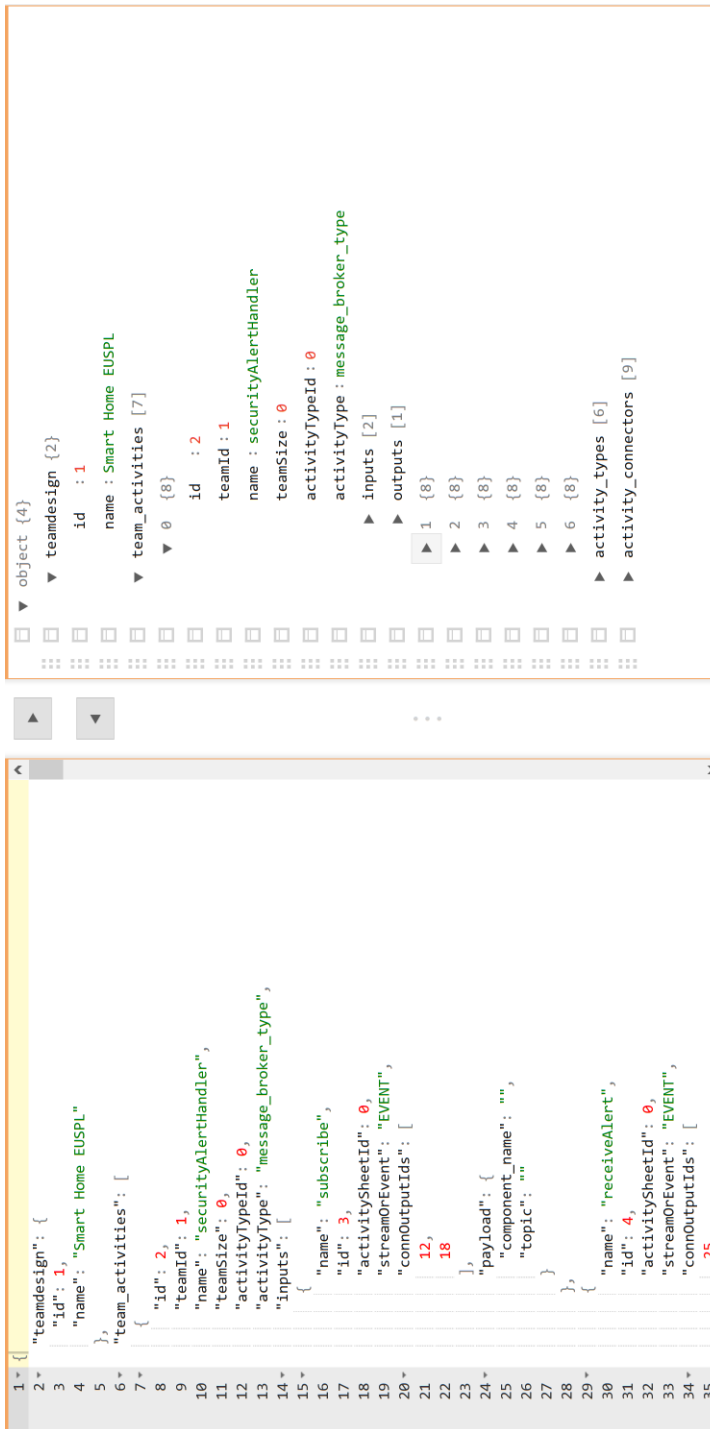 1 {
2 "teamdesign": {
3 "id": 1,
4 "name": "Smart Home EUSPL"
5 },
6 "team_activities": [
7 {
8 "id": 2,
9 "teamId": 1,
10 "name": "securityAlertHandler",
11 "teamSize": 0,
12 "activityTypeId": 0,
13 "activityType": "message_broker_type",
14 "inputs": [
15 {
16 "name": "subscribe",
17 "id": 3,
18 "activitySheetId": 0,
19 "streamOrEvent": "EVENT",
20 "connOutputIds": [
21 12,
22 18
23 ],
24 "payload": {
25 "component_name": "",
26 "topic": ""
27 }
28 },
29 {
30 "name": "receiveAlert",
31 "id": 4,
32 "activitySheetId": 0,
33 "streamOrEvent": "EVENT",
34 "connOutputIds": [
35 25
object {4}
teamdesign {2}
id : 1
name : Smart Home EUSPL
team_activities [7]
0 {8}
id : 2
teamId : 1
name : securityAlertHandler
teamSize : 0
activityTypeId : 0
activityType : message_broker_type
inputs [2]
outputs [1]
1 {8}
2 {8}
3 {8}
4 {8}
5 {8}
6 {8}
activity_types [6]
activity_connectors [9]